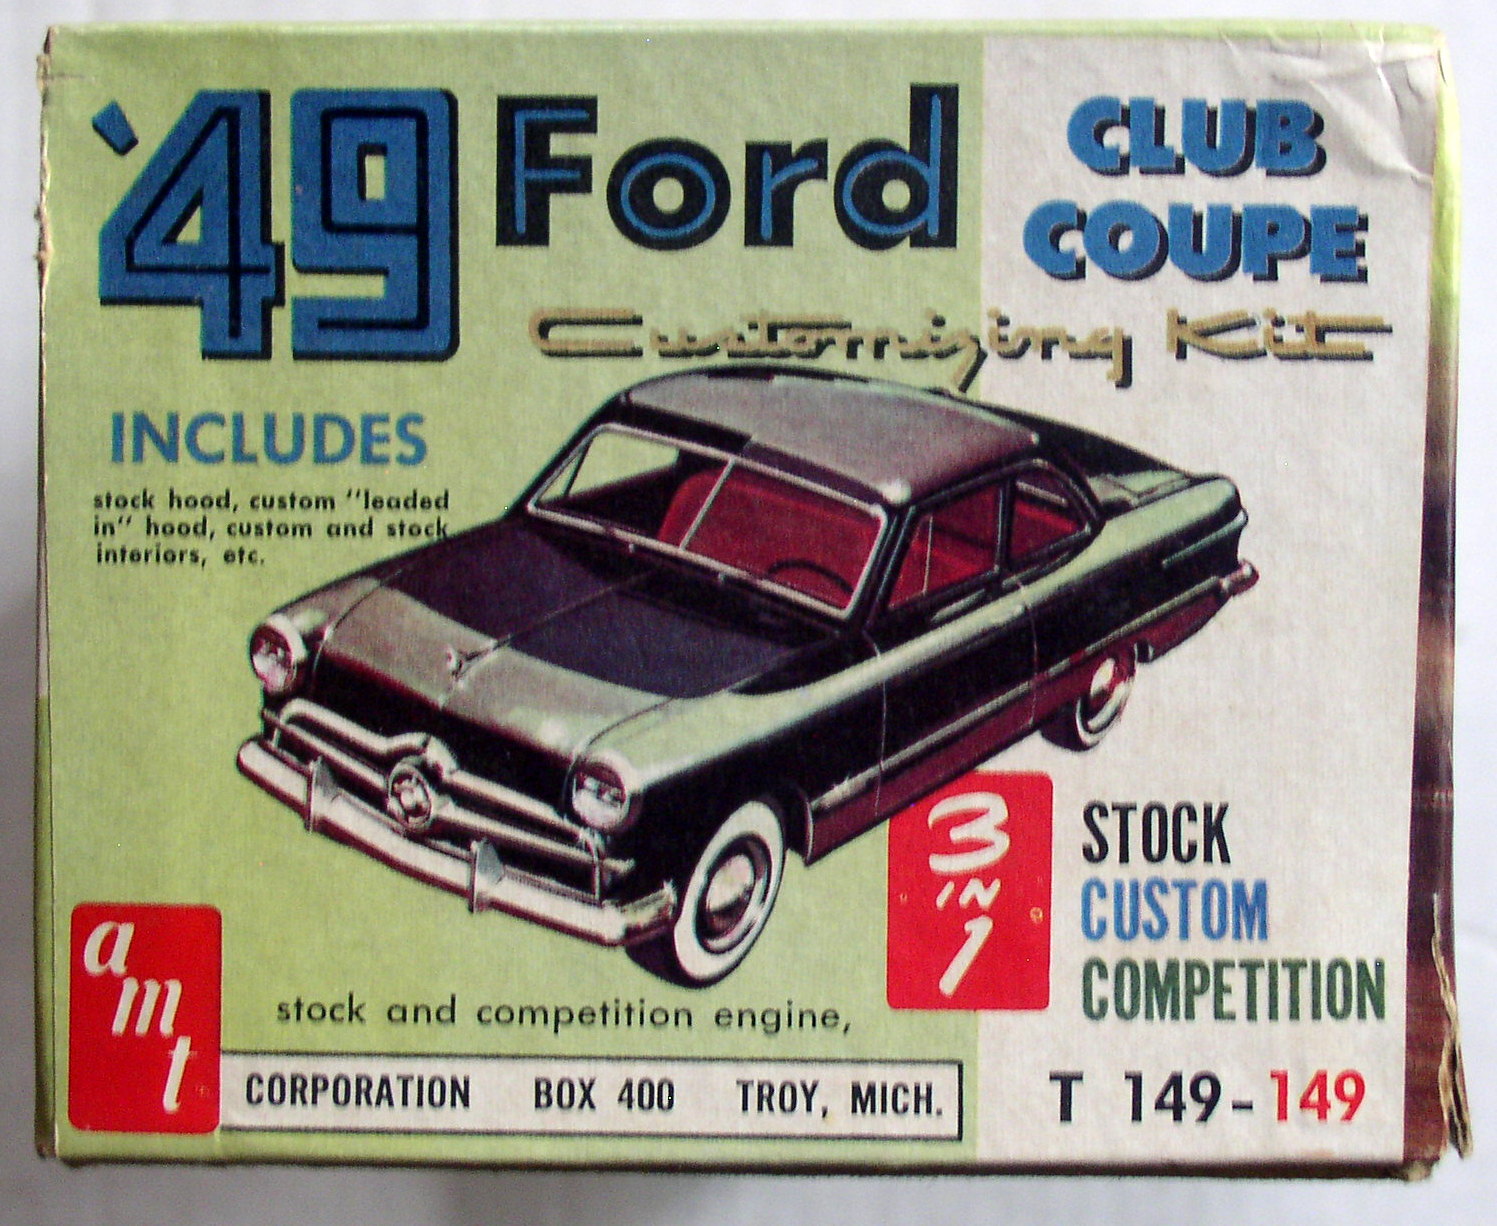 '49 Ford
CLUB
COUPE
Customizing Kit
INCLUDES
stock hood, custom "leaded
in" hood, custom and stock
interiors, etc.
3
IN
1
STOCK
CUSTOM
COMPETITION
amt
stock and competition engine,
CORPORATION BOX 400 TROY, MICH.
T 149-149